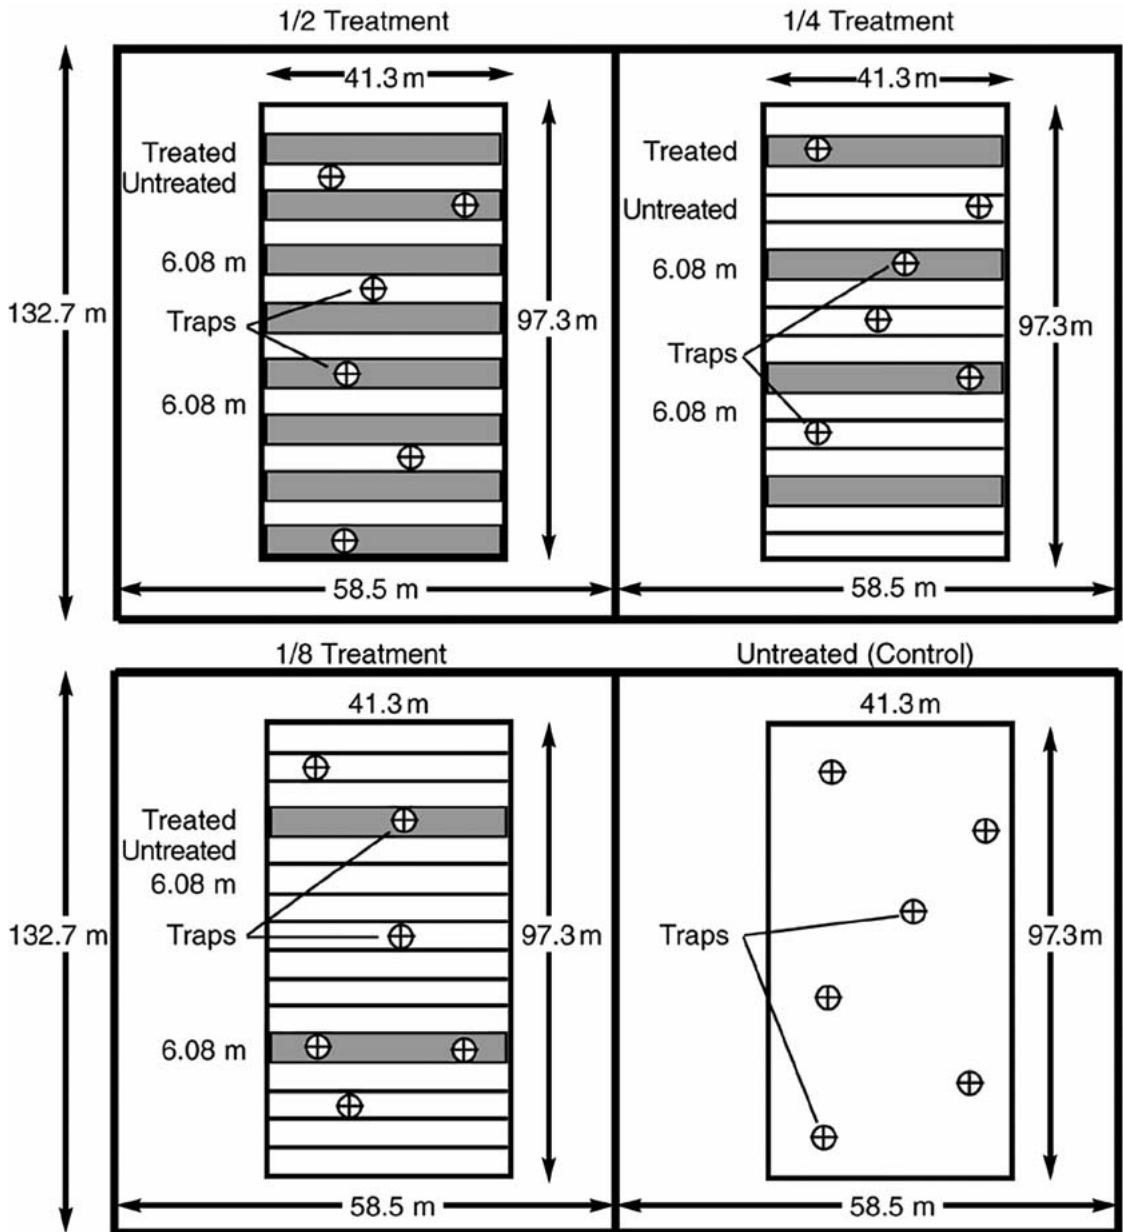 1/2 Treatment
1/4 Treatment
41.3 m
41.3 m
Treated
Untreated
6.08 m
Traps
6.08 m
132.7 m
97.3 m
58.5 m
Treated
Untreated
6.08 m
Traps
6.08 m
97.3 m
58.5 m
1/8 Treatment
Untreated (Control)
41.3 m
41.3 m
Treated
Untreated
6.08 m
Traps
6.08 m
132.7 m
97.3 m
58.5 m
Traps
97.3 m
58.5 m